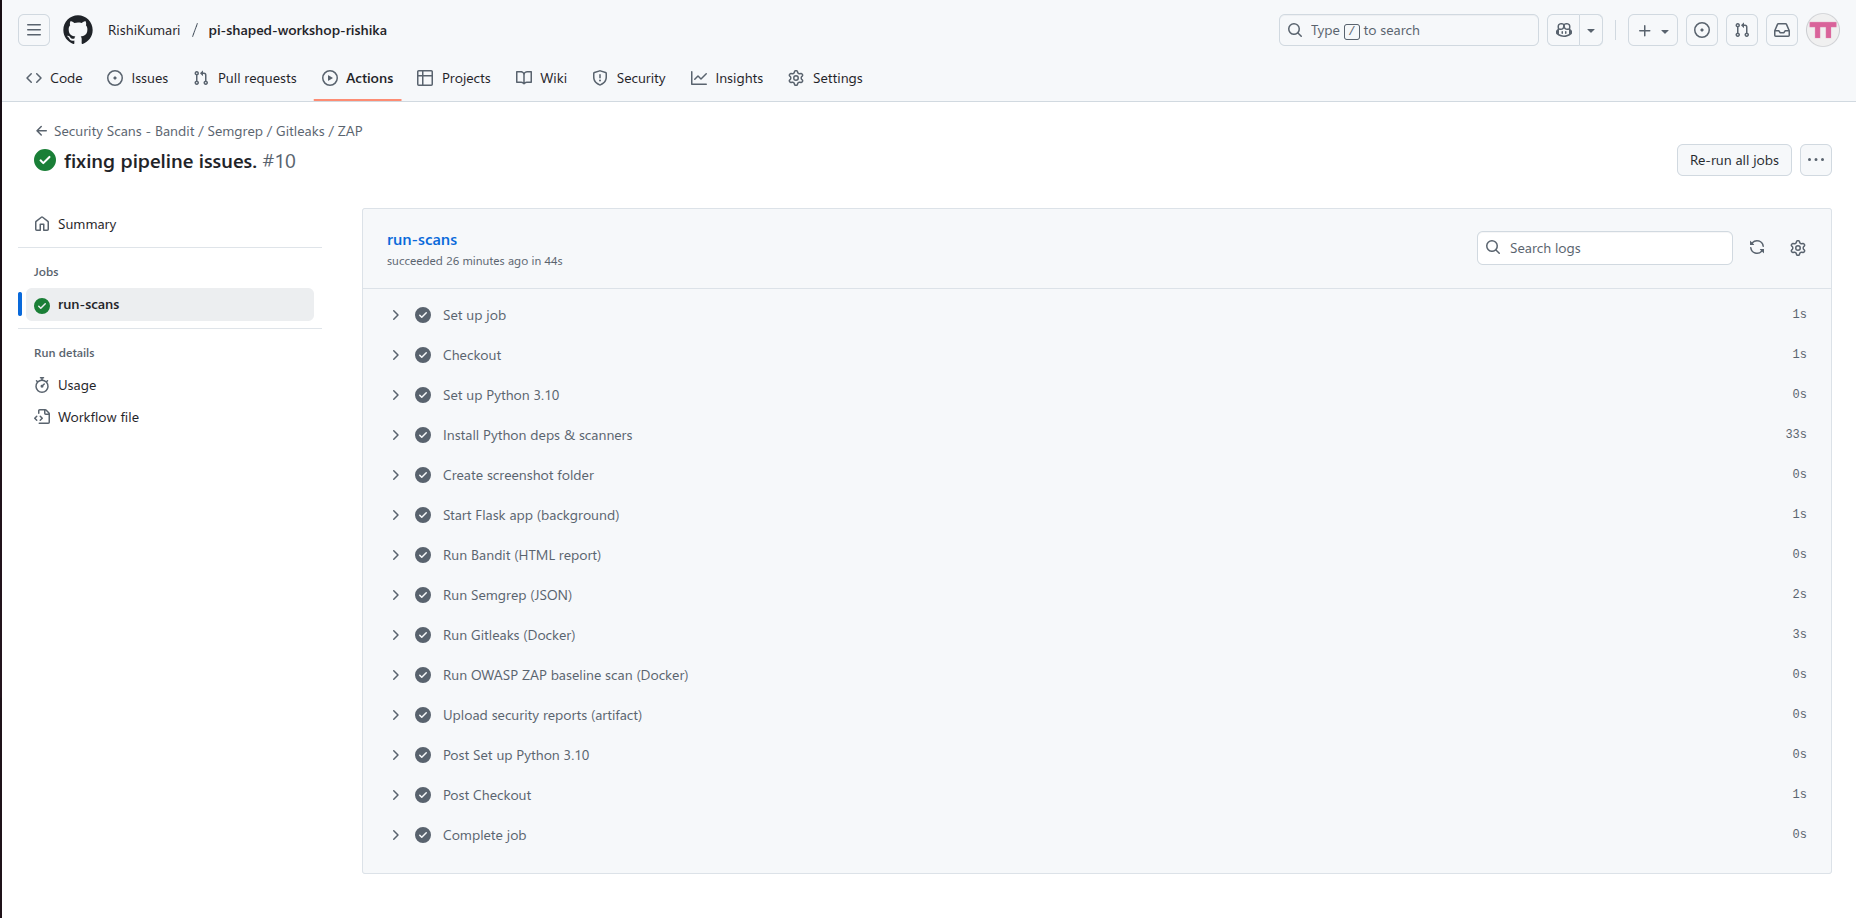 RishiKumari / pi-shaped-workshop-rishika
Type / to search
Code Issues Pull requests Actions Projects Wiki Security Insights Settings
Security Scans - Bandit / Semgrep / Gitleaks / ZAP
fixing pipeline issues. #10
Re-run all jobs
Summary
Jobs
run-scans
Run details
Usage
Workflow file
run-scans
succeeded 26 minutes ago in 44s
Search logs
Set up job 1s
Checkout 1s
Set up Python 3.10 0s
Install Python deps & scanners 33s
Create screenshot folder 0s
Start Flask app (background) 1s
Run Bandit (HTML report) 0s
Run Semgrep (JSON) 2s
Run Gitleaks (Docker) 3s
Run OWASP ZAP baseline scan (Docker) 0s
Upload security reports (artifact) 0s
Post Set up Python 3.10 0s
Post Checkout 1s
Complete job 0s